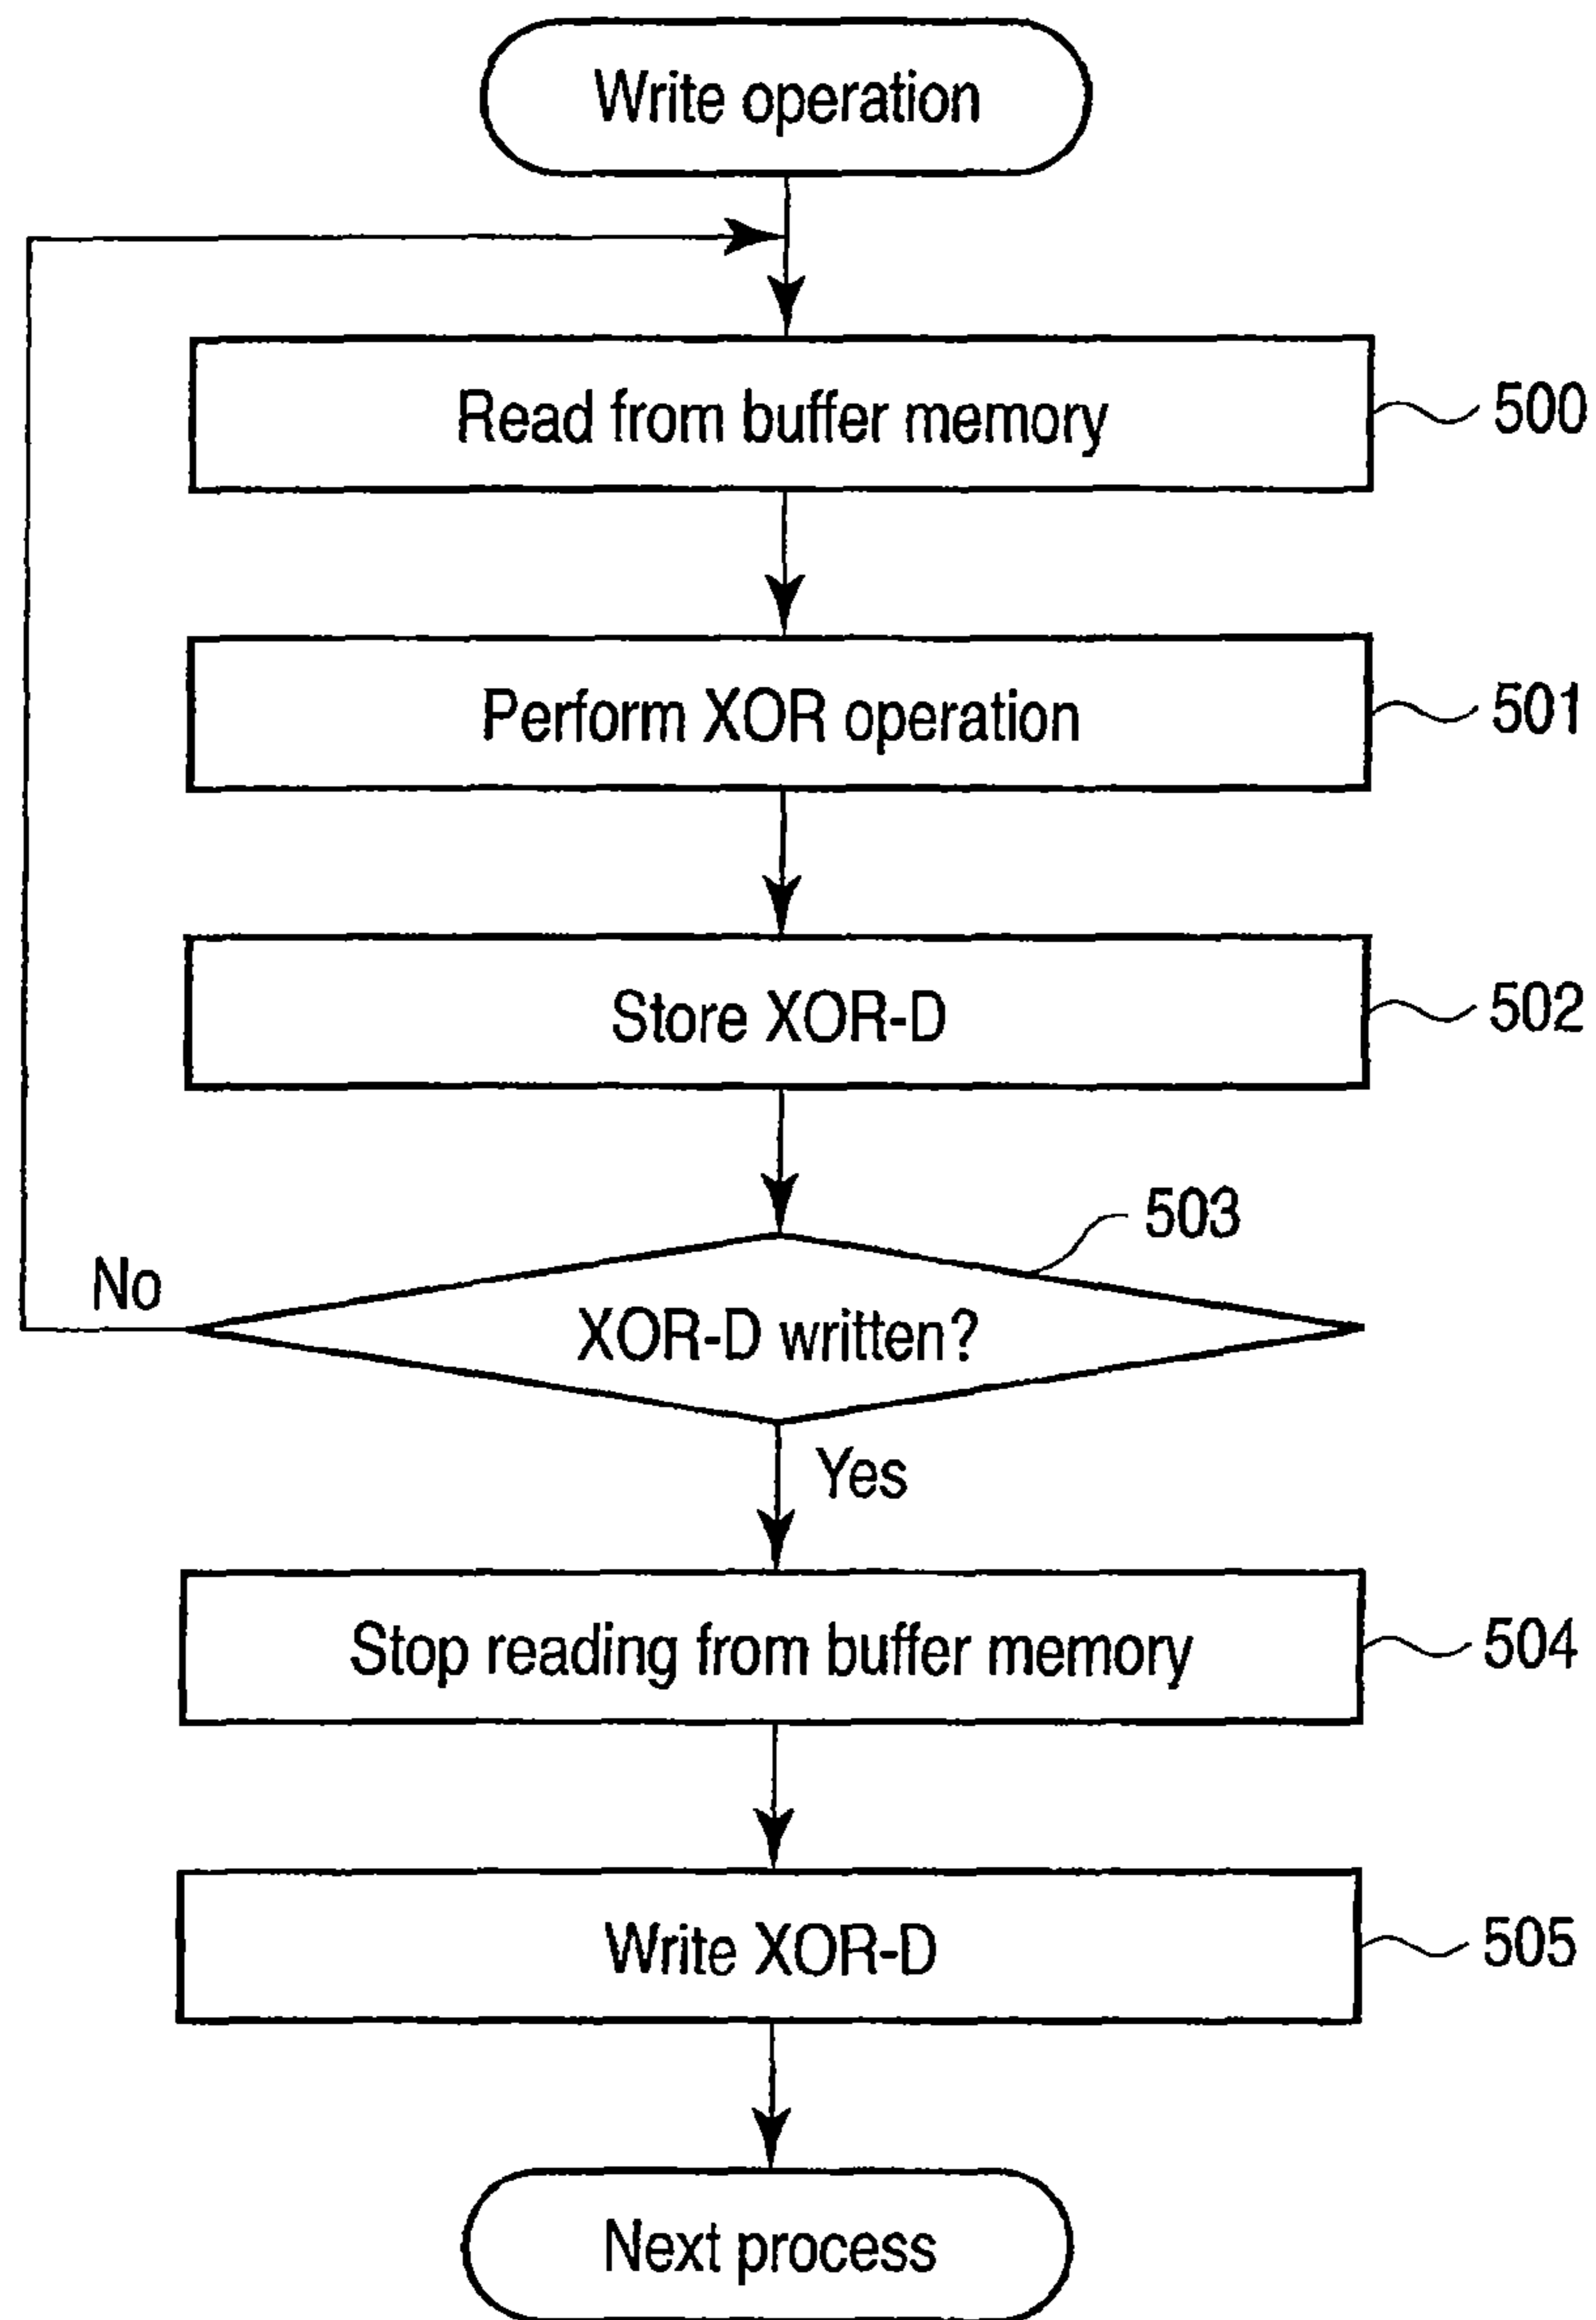 Write operation
Read from buffer memory
500
Perform XOR operation
501
Store XOR-D
502
503
No
XOR-D written?
Yes
Stop reading from buffer memory
504
Write XOR-D
505
Next process